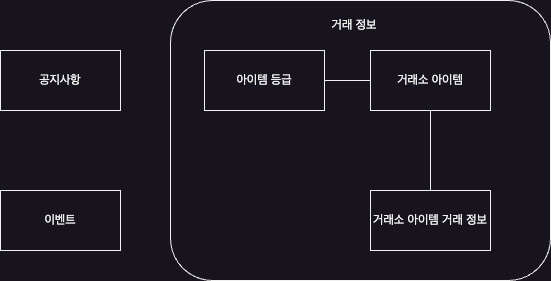 거래 정보
공지사항
아이템 등급
거래소 아이템
이벤트
거래소 아이템 거래 정보